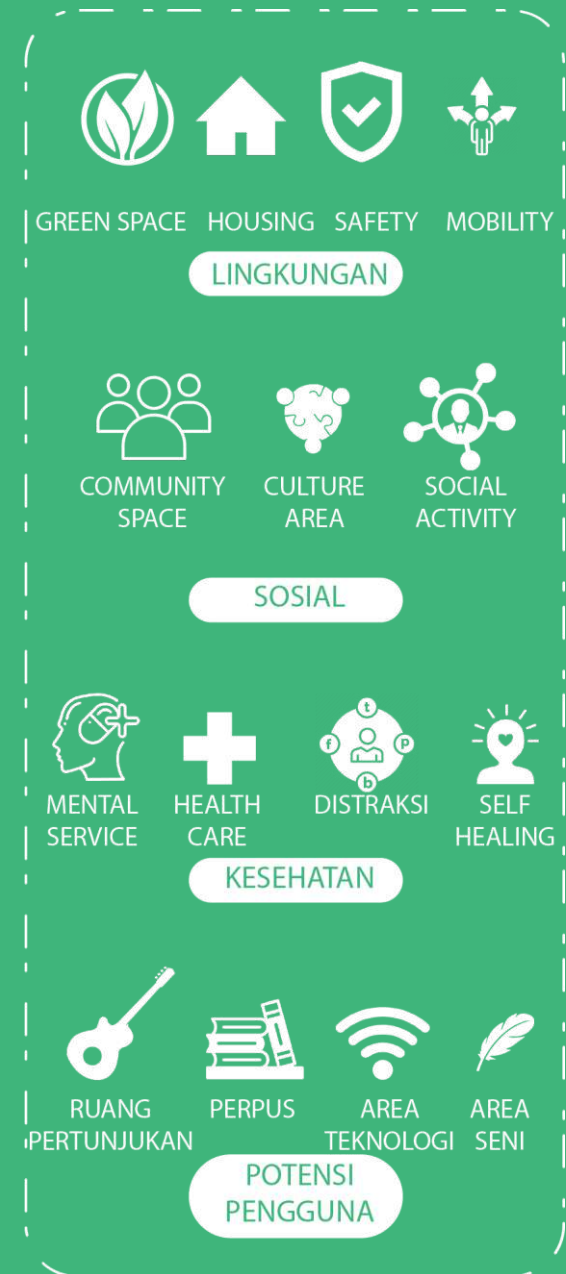 GREEN SPACE HOUSING SAFETY MOBILITY
LINGKUNGAN
COMMUNITY SPACE
CULTURE AREA
SOCIAL ACTIVITY
SOSIAL
t
f
p
b
MENTAL SERVICE
HEALTH CARE
DISTRAKSI
SELF HEALING
KESEHATAN
RUANG PERTUNJUKAN
PERPUS
AREA TEKNOLOGI
AREA SENI
POTENSI
PENGGUNA